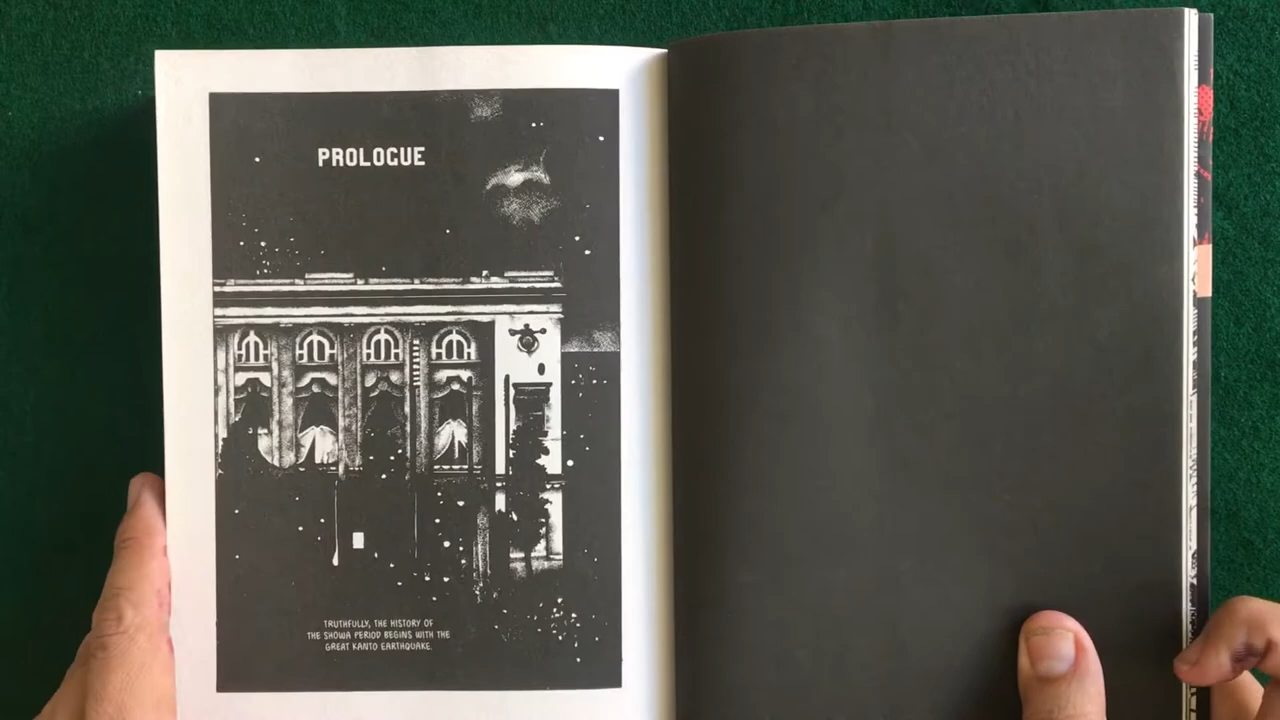 PROLOGUE
TRUTHFULLY, THE HISTORY OF
THE SHOWA PERIOD BEGINS WITH THE
GREAT KANTO EARTHQUAKE.